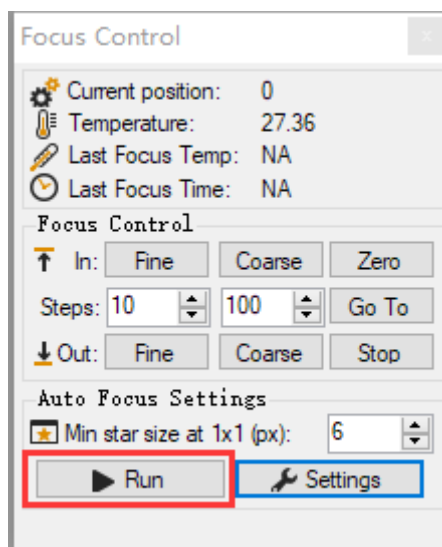 Focus Control
Current position: 0
Temperature: 27.36
Last Focus Temp: NA
Last Focus Time: NA
Focus Control
In: Fine Coarse Zero
Steps: 10 100 Go To
Out: Fine Coarse Stop
Auto Focus Settings
Min star size at 1x1 (px): 6
Run Settings